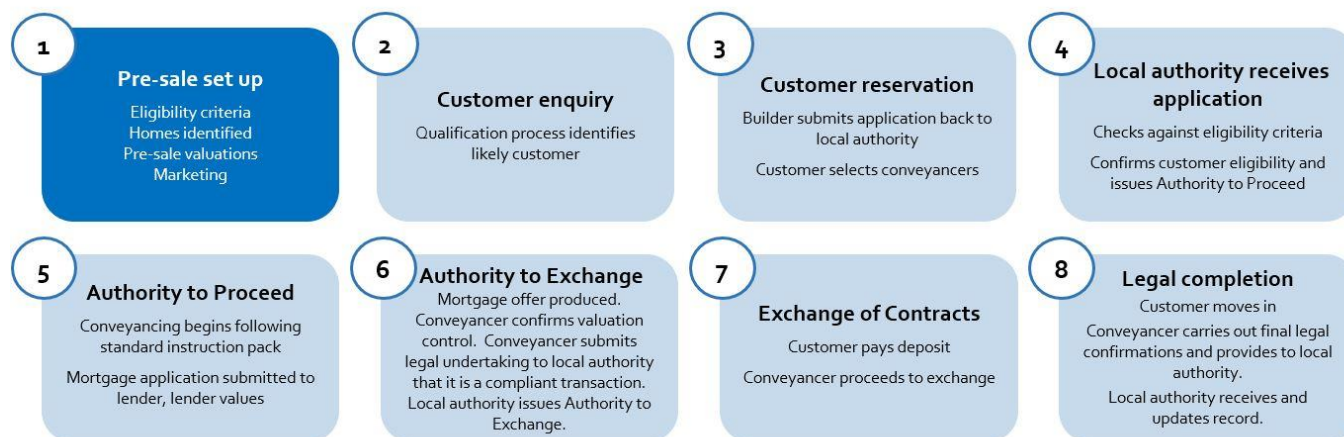 1
Pre-sale set up
Eligibility criteria
Homes identified
Pre-sale valuations
Marketing
2
Customer enquiry
Qualification process identifies
likely customer
3
Customer reservation
Builder submits application back to
local authority
Customer selects conveyancers
4
Local authority receives
application
Checks against eligibility criteria
Confirms customer eligibility and
issues Authority to Proceed
5
Authority to Proceed
Conveyancing begins following
standard instruction pack
Mortgage application submitted to
lender, lender values
6
Authority to Exchange
Mortgage offer produced.
Conveyancer confirms valuation
control. Conveyancer submits
legal undertaking to local authority
that it is a compliant transaction.
Local authority issues Authority to
Exchange.
7
Exchange of Contracts
Customer pays deposit
Conveyancer proceeds to exchange
8
Legal completion
Customer moves in
Conveyancer carries out final legal
confirmations and provides to local
authority.
Local authority receives and
updates record.